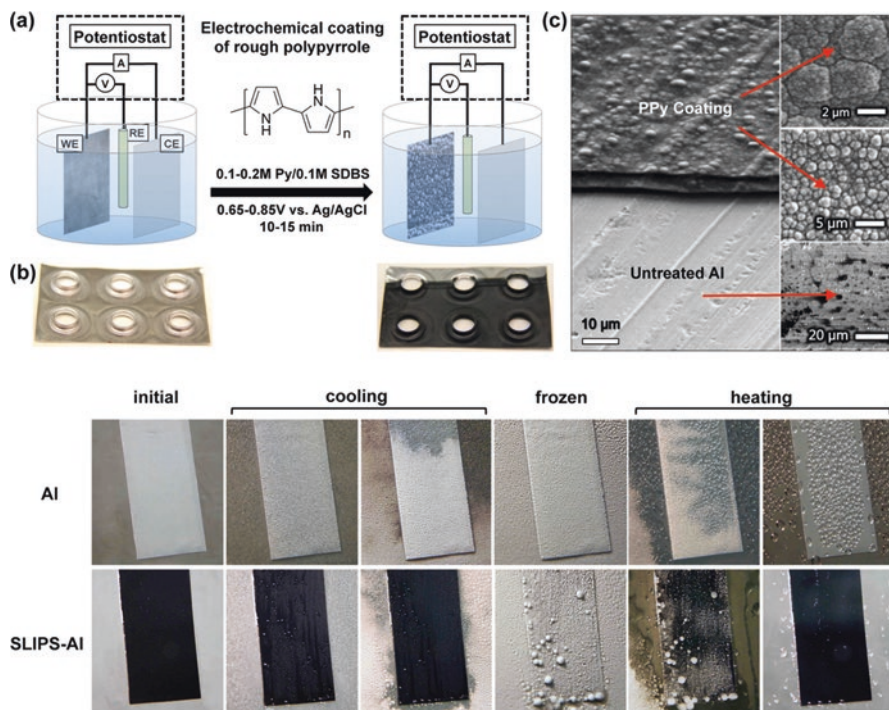 (a)
Potentiostat
A
V
WE
RE
CE
Electrochemical coating
of rough polypyrrole
N
H
H
N
n
0.1-0.2M Py/0.1M SDBS
0.65-0.85V vs. Ag/AgCl
10-15 min
Potentiostat
A
V
(b)
(c)
PPy Coating
Untreated Al
10 µm
2 µm
5 µm
20 µm
initial
cooling
frozen
heating
Al
SLIPS-Al